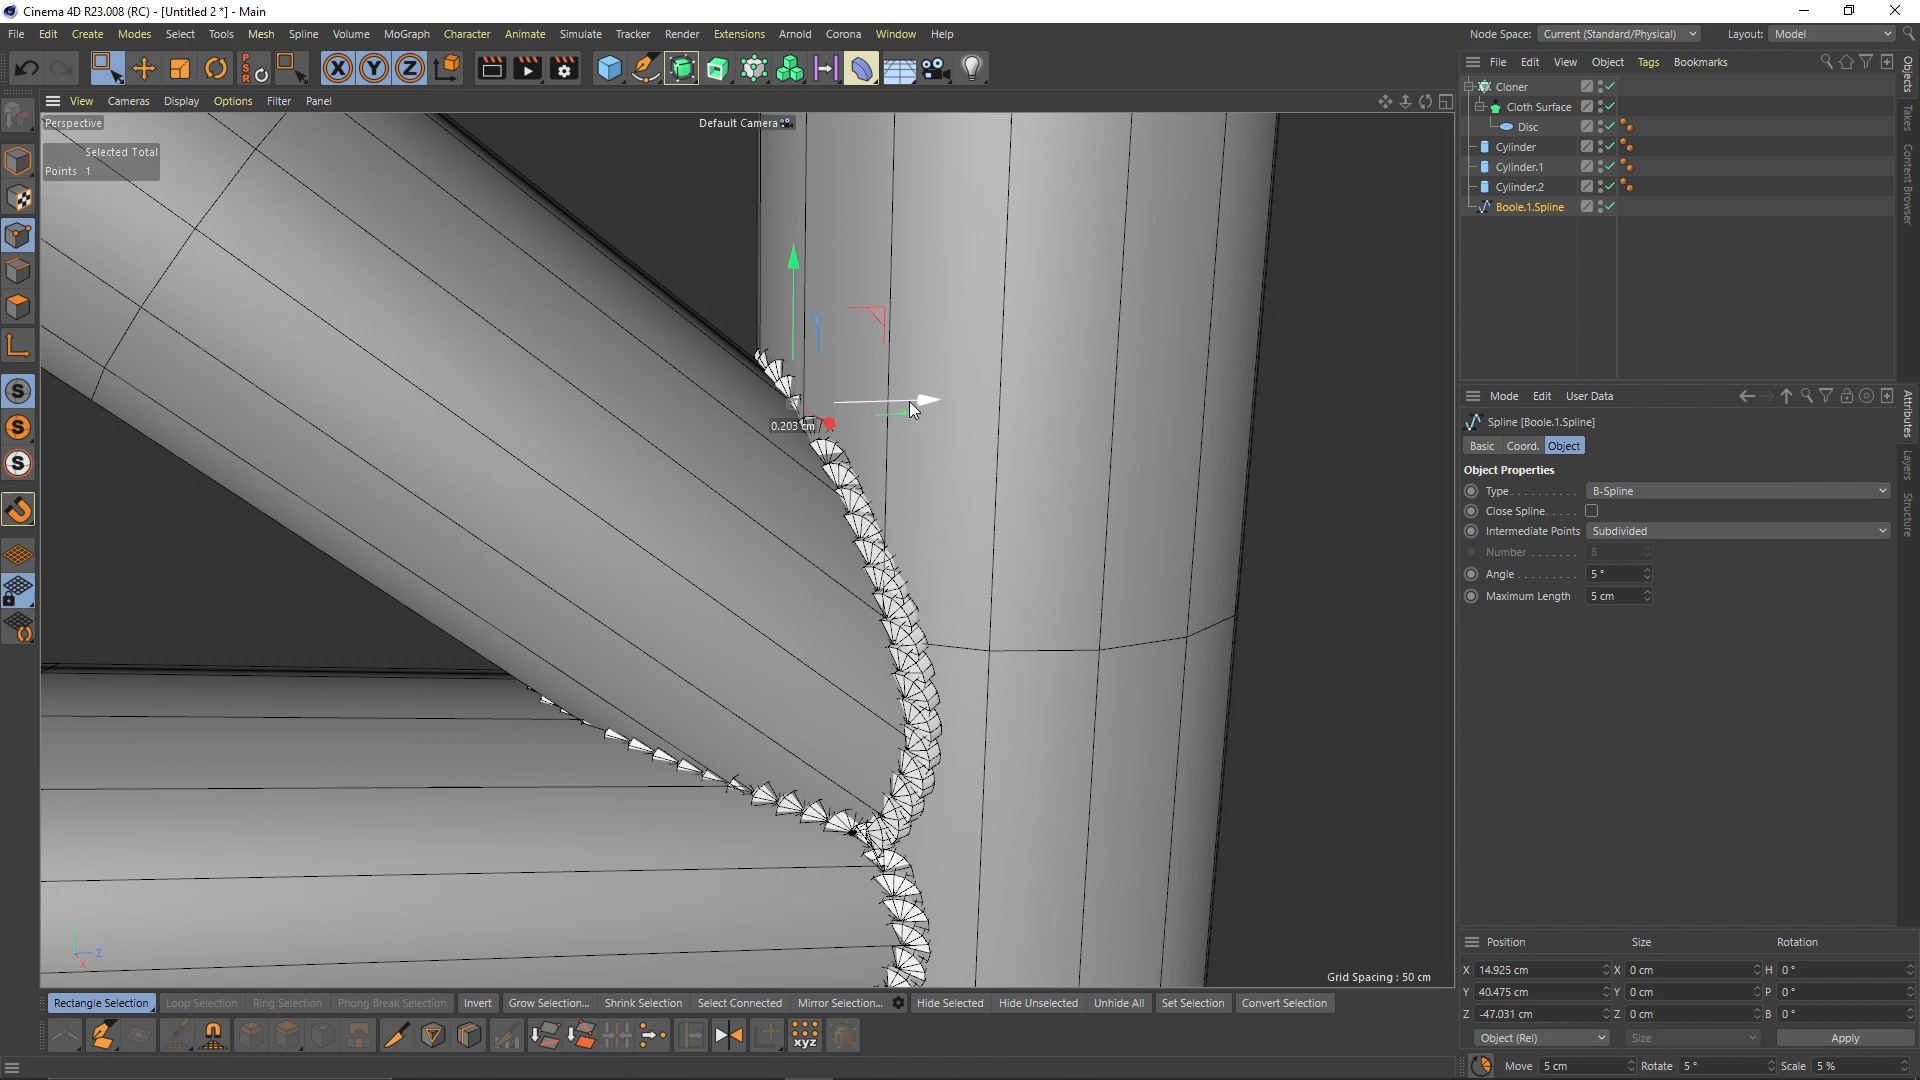 Cinema 4D R23.008 (RC) - [Untitled 2 *] - Main
File Edit Create Modes Select Tools Mesh Spline Volume MoGraph Character Animate Simulate Tracker Render Extensions Arnold Corona Window Help
Node Space: Current (Standard/Physical) Layout: Model
PSR X Y Z
File Edit View Object Tags Bookmarks
View Cameras Display Options Filter Panel
Perspective
Default Camera
Selected Total
Points 1
Cloner
Cloth Surface
Disc
Cylinder
Cylinder.1
Cylinder.2
Boole.1.Spline
Objects
Takes
Content Browser
S
S
S
0.203 cm
Mode Edit User Data
Spline [Boole.1.Spline]
Basic Coord. Object
Object Properties
Type B-Spline
Close Spline
Intermediate Points Subdivided
Number 8
Angle 5 °
Maximum Length 5 cm
Attributes
Layers
Structure
Y Z X
Grid Spacing : 50 cm
Position Size Rotation
X 14.925 cm X 0 cm H 0 °
Y 40.475 cm Y 0 cm P 0 °
Z -47.031 cm Z 0 cm B 0 °
Object (Rel) Size Apply
Rectangle Selection Loop Selection Ring Selection Phong Break Selection Invert Grow Selection... Shrink Selection Select Connected Mirror Selection... Hide Selected Hide Unselected Unhide All Set Selection Convert Selection
xyz
Move 5 cm Rotate 5 ° Scale 5 %